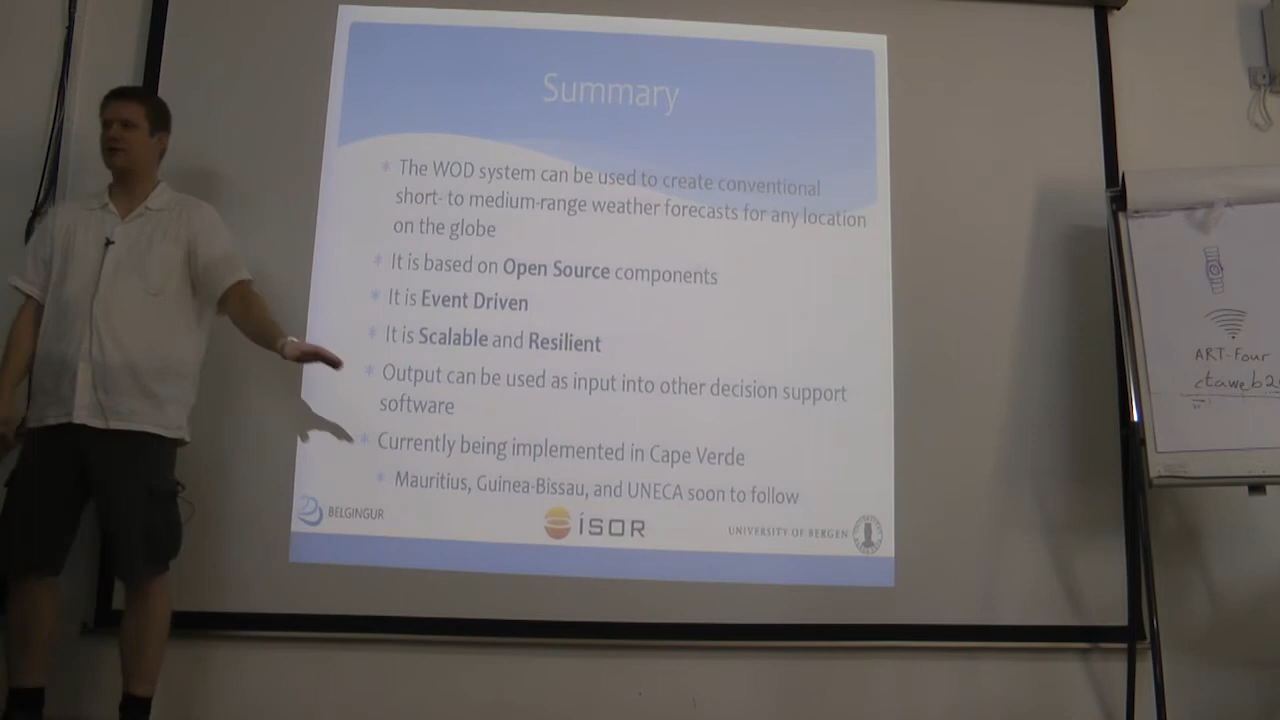 Summary
* The WOD system can be used to create conventional
short- to medium-range weather forecasts for any location
on the globe
* It is based on Open Source components
* It is Event Driven
* It is Scalable and Resilient
* Output can be used as input into other decision support
software
* Currently being implemented in Cape Verde
* Mauritius, Guinea-Bissau, and UNECA soon to follow
BELGINGUR
ÍSOR
UNIVERSITY OF BERGEN
ART-Four